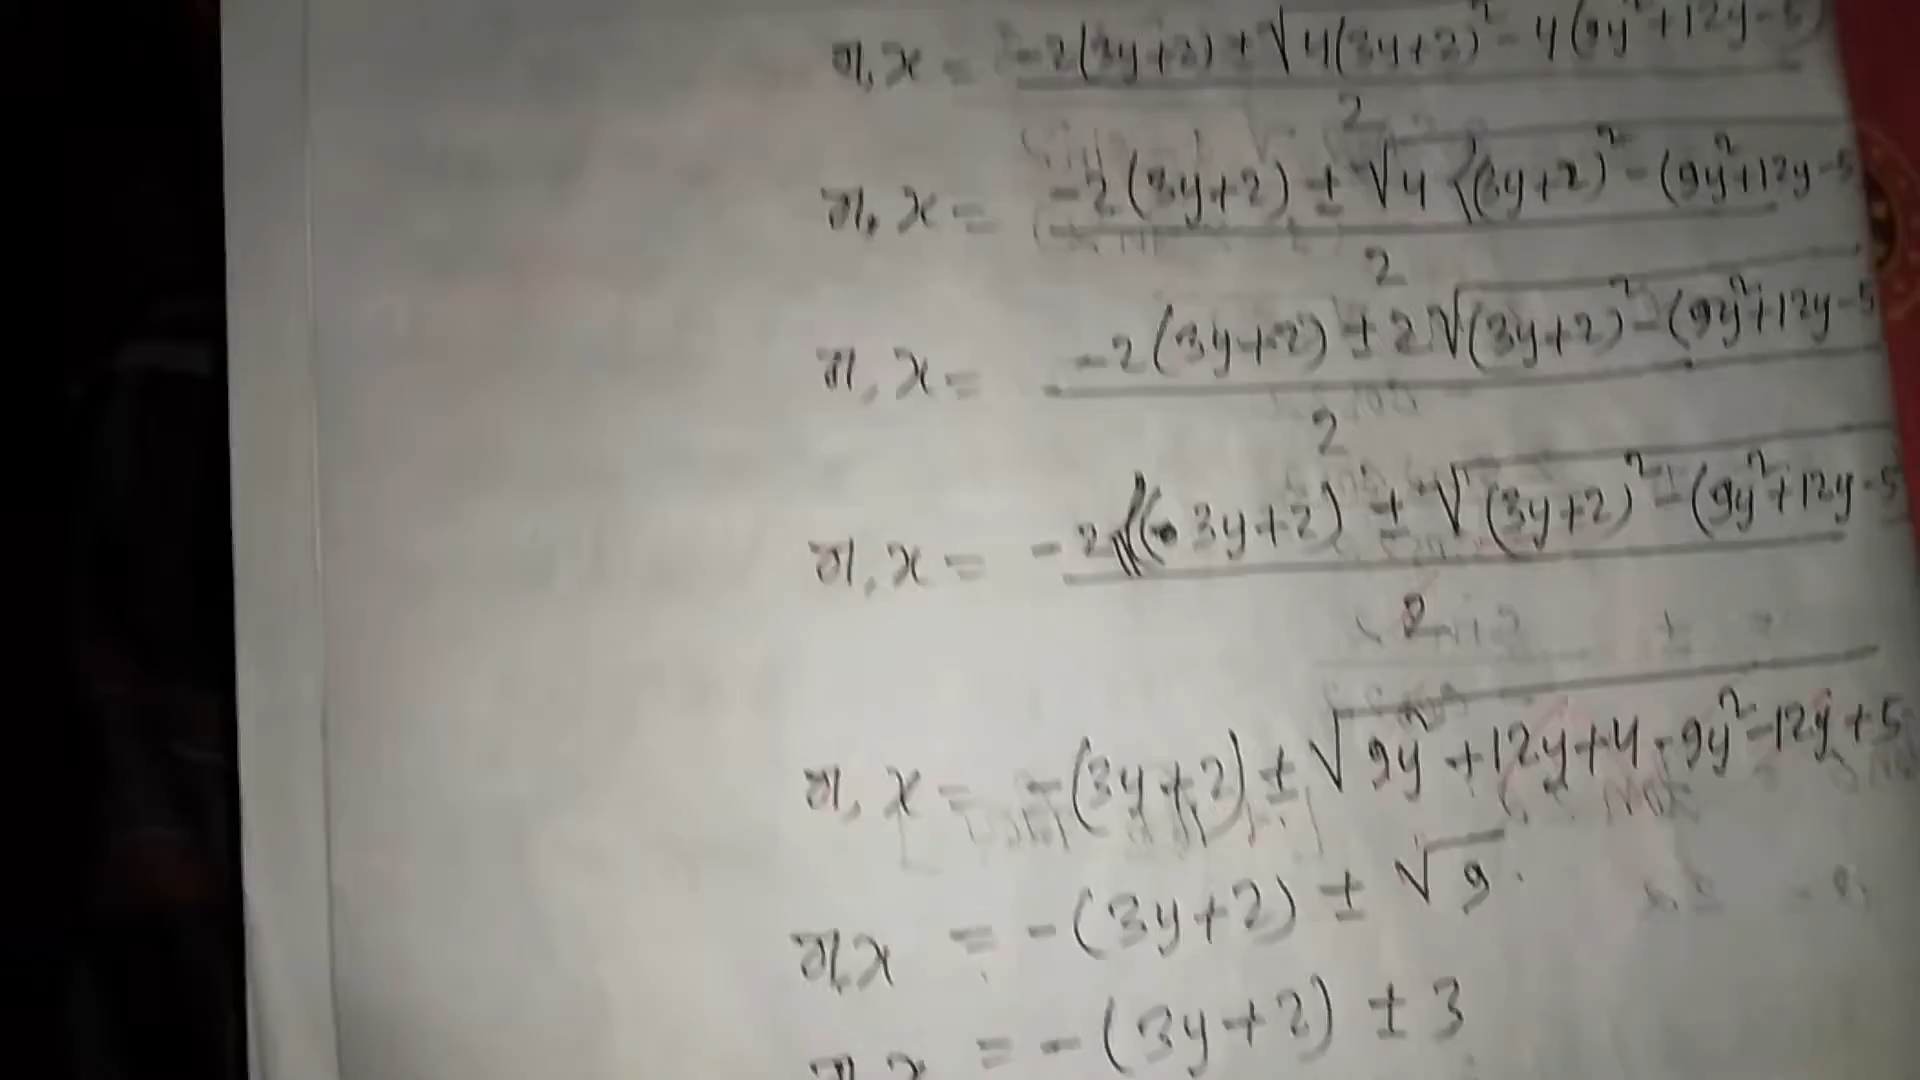 বা, x = -2(3y+2) ± √4(3y+2)² - 4(9y²+12y-5) / 2
বা, x = -2(3y+2) ± √4{(3y+2)² - (9y²+12y-5 / 2
বা, x = -2(3y+2) ± 2√(3y+2)² - (9y²+12y-5 / 2
বা, x = -2((3y+2) ± √(3y+2)² - (9y²+12y-5 / 2
বা, x = -(3y+2) ± √9y²+12y+4-9y²-12y+5
বা, x = -(3y+2) ± √9
বা, x = -(3y+2) ± 3